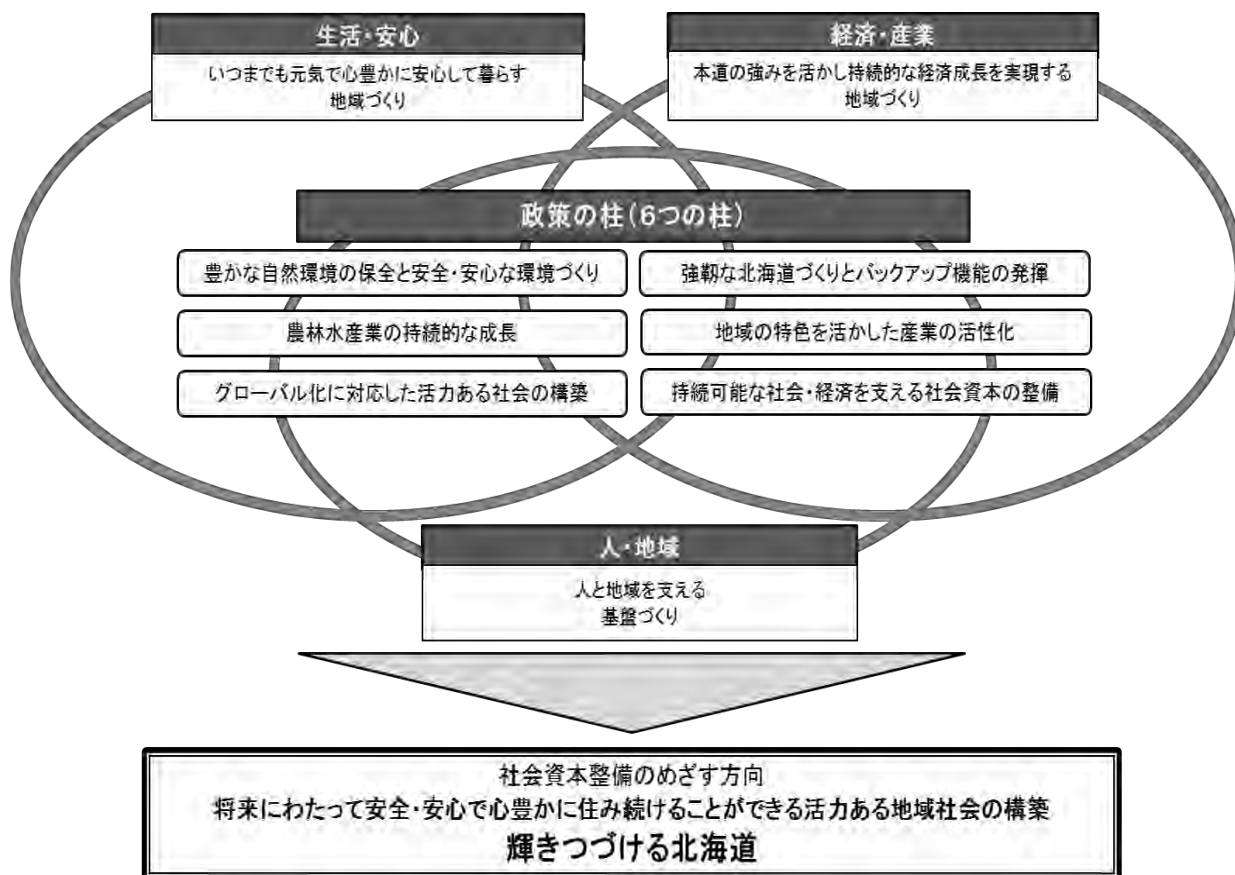 生活・安心
いつまでも元気で心豊かに安心して暮らす
地域づくり
経済・産業
本道の強みを活かし持続的な経済成長を実現する
地域づくり
政策の柱(6つの柱)
豊かな自然環境の保全と安全・安心な環境づくり
強靱な北海道づくりとバックアップ機能の発揮
農林水産業の持続的な成長
地域の特色を活かした産業の活性化
グローバル化に対応した活力ある社会の構築
持続可能な社会・経済を支える社会資本の整備
人・地域
人と地域を支える
基盤づくり
社会資本整備のめざす方向
将来にわたって安全・安心で心豊かに住み続けることができる活力ある地域社会の構築
輝きつづける北海道